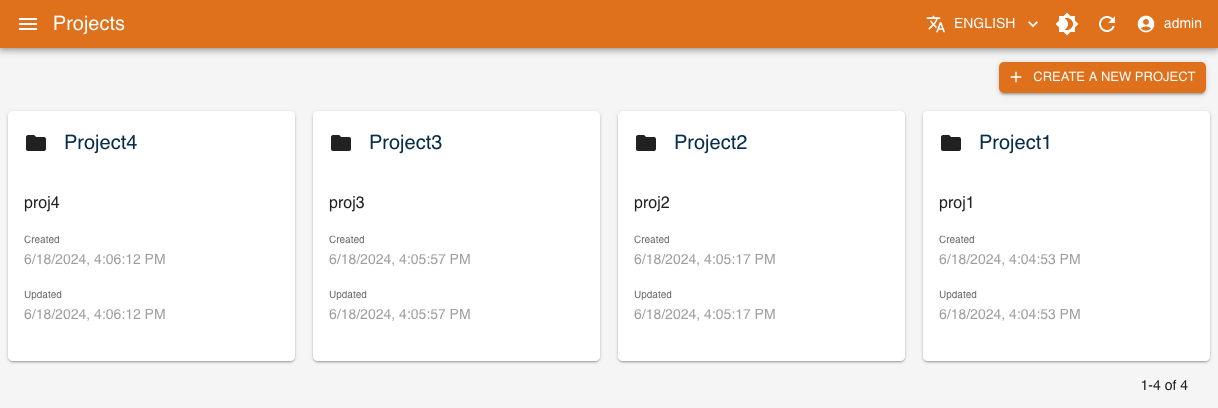 Projects
ENGLISH
admin
CREATE A NEW PROJECT
Project4
proj4
Created
6/18/2024, 4:06:12 PM
Updated
6/18/2024, 4:06:12 PM
Project3
proj3
Created
6/18/2024, 4:05:57 PM
Updated
6/18/2024, 4:05:57 PM
Project2
proj2
Created
6/18/2024, 4:05:17 PM
Updated
6/18/2024, 4:05:17 PM
Project1
proj1
Created
6/18/2024, 4:04:53 PM
Updated
6/18/2024, 4:04:53 PM
1-4 of 4